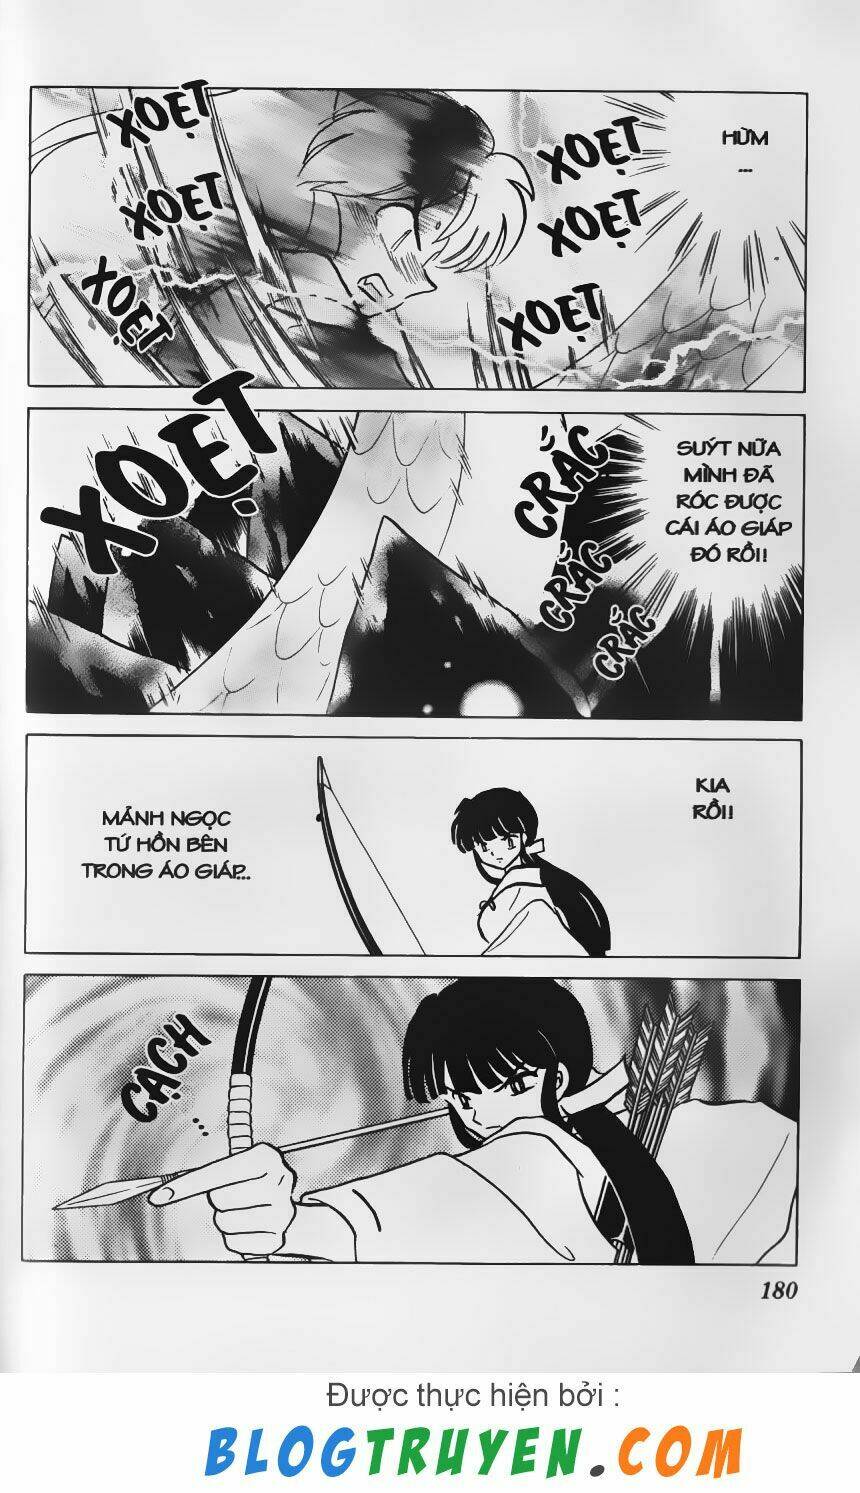 XOẸT
XOẸT
XOẸT
XOẸT
XOẸT
XOẸT
HỪM
...
XOẸT
CRẮC
CRẮC
CRẮC
SUÝT NỮA
MÌNH ĐÃ
RÓC ĐƯỢC
CÁI ÁO GIÁP
ĐÓ RỒI!!
KIA
RỒI!!
MẢNH NGỌC
TỨ HỒN BÊN
TRONG ÁO GIÁP...
CẠCH
...
180
Được thực hiện bởi :
BLOGTRUYEN.COM